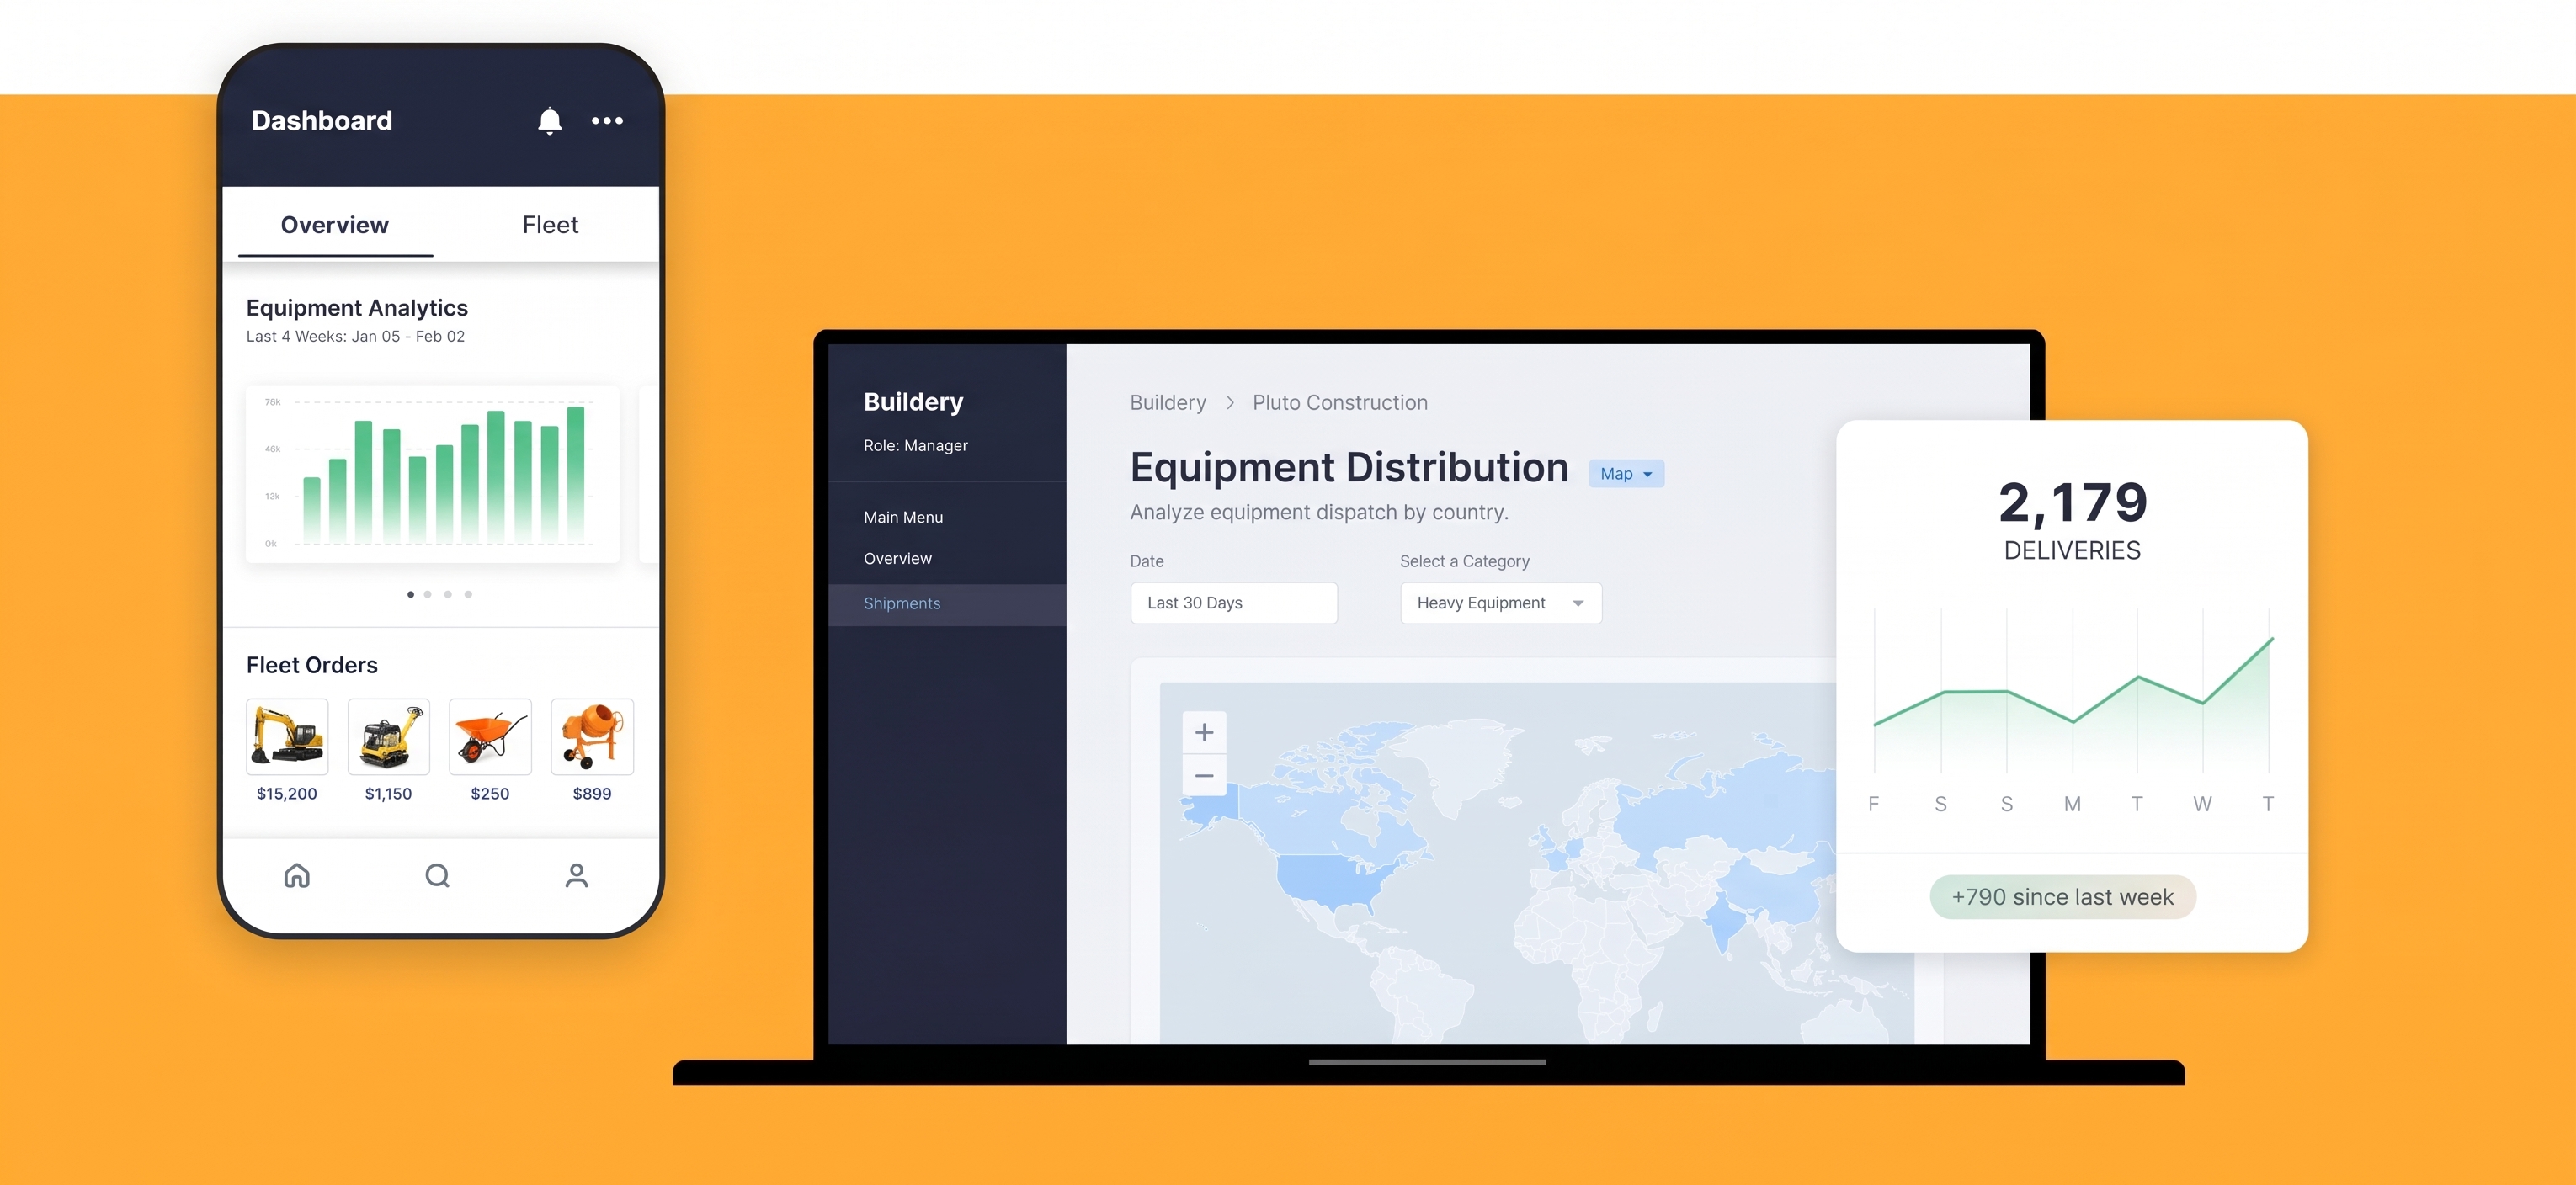 Dashboard
Overview
Fleet
Equipment Analytics
Last 4 Weeks: Jan 05 - Feb 02
76k
46k
12k
0k
Fleet Orders
$15,200
$1,150
$250
$899
Buildery
Role: Manager
Main Menu
Overview
Shipments
Buildery > Pluto Construction
Equipment Distribution
Map
Analyze equipment dispatch by country.
Date
Select a Category
Last 30 Days
Heavy Equipment
+
−
2,179
DELIVERIES
F S S M T W T
+790 since last week